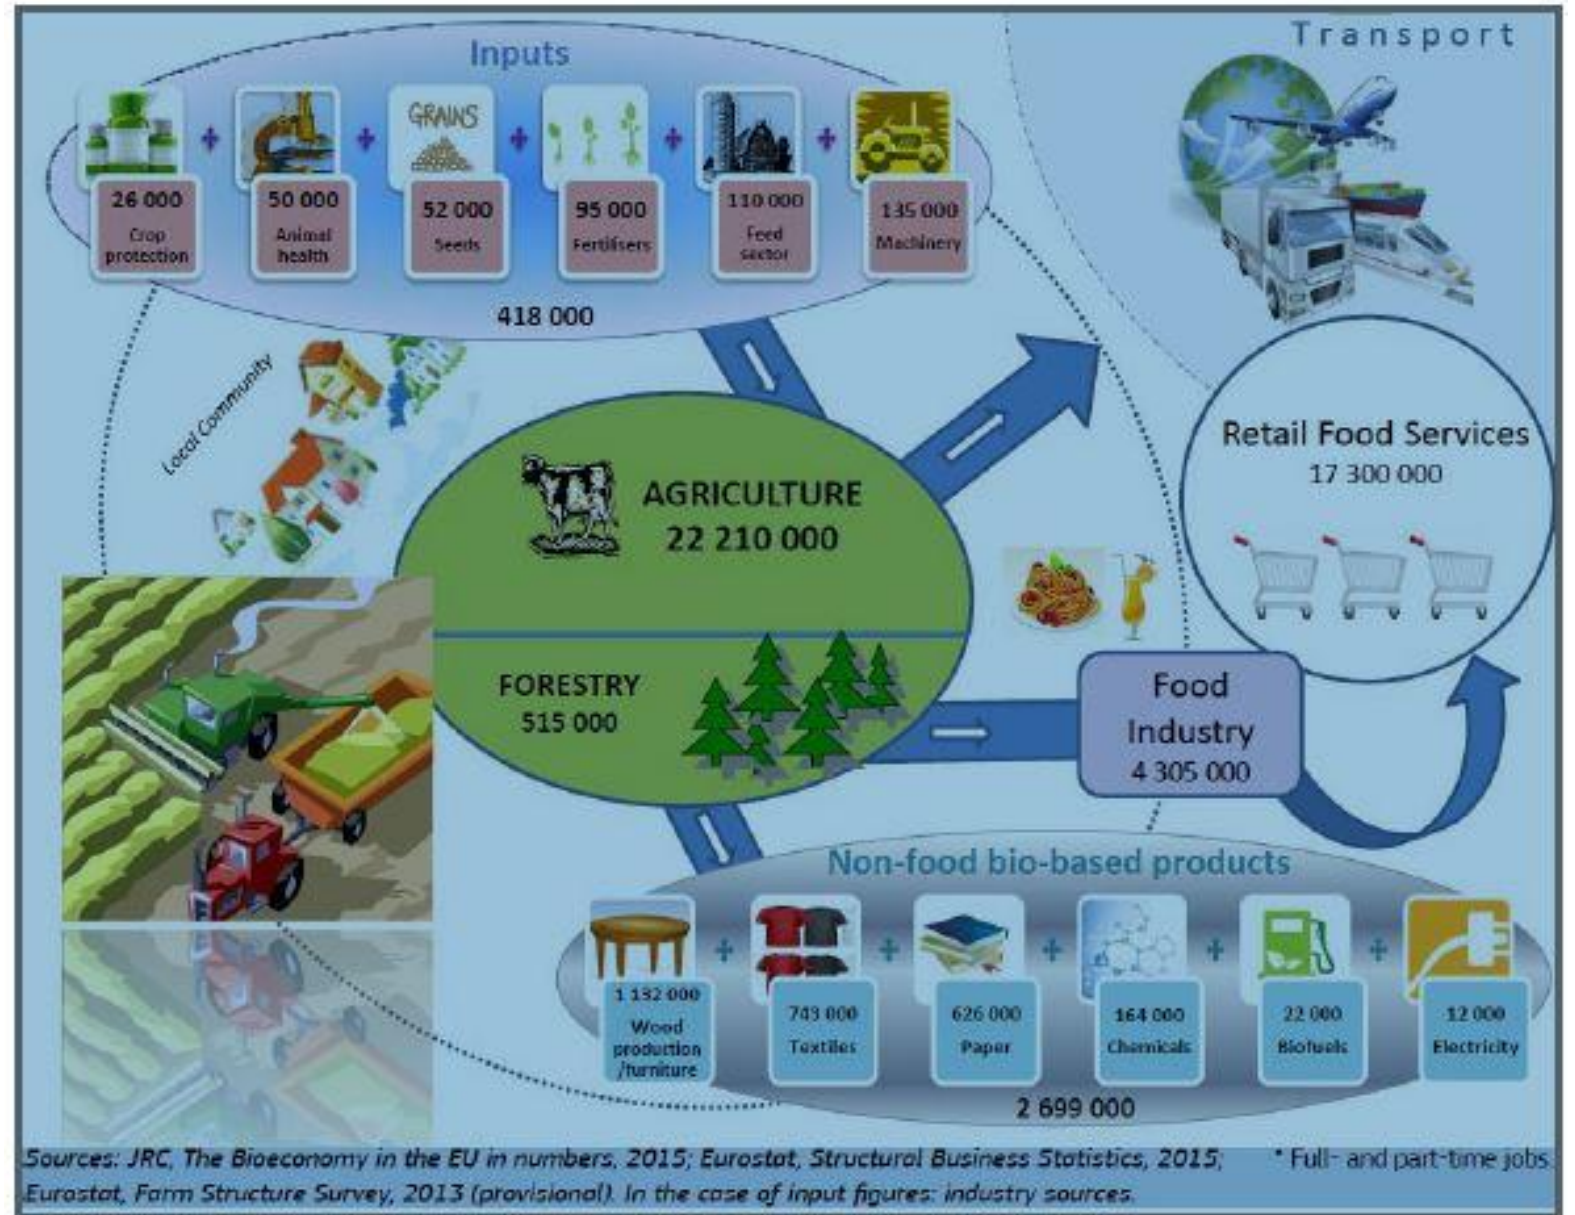 Inputs
GRAINS
26 000
Crop
protection
50 000
Animal
health
52 000
Seeds
95 000
Fertilisers
110 000
Feed
sector
135 000
Machinery
418 000
Transport
Local Community
AGRICULTURE
22 210 000
FORESTRY
515 000
Retail Food Services
17 300 000
Food
Industry
4 305 000
Non-food bio-based products
1 132 000
Wood
production
/furniture
743 000
Textiles
626 000
Paper
164 000
Chemicals
22 000
Biofuels
12 000
Electricity
2 699 000
Sources: JRC, The Bioeconomy in the EU in numbers, 2015; Eurostat, Structural Business Statistics, 2015;
Eurostat, Farm Structure Survey, 2013 (provisional). In the case of input figures: industry sources.
* Full- and part-time jobs